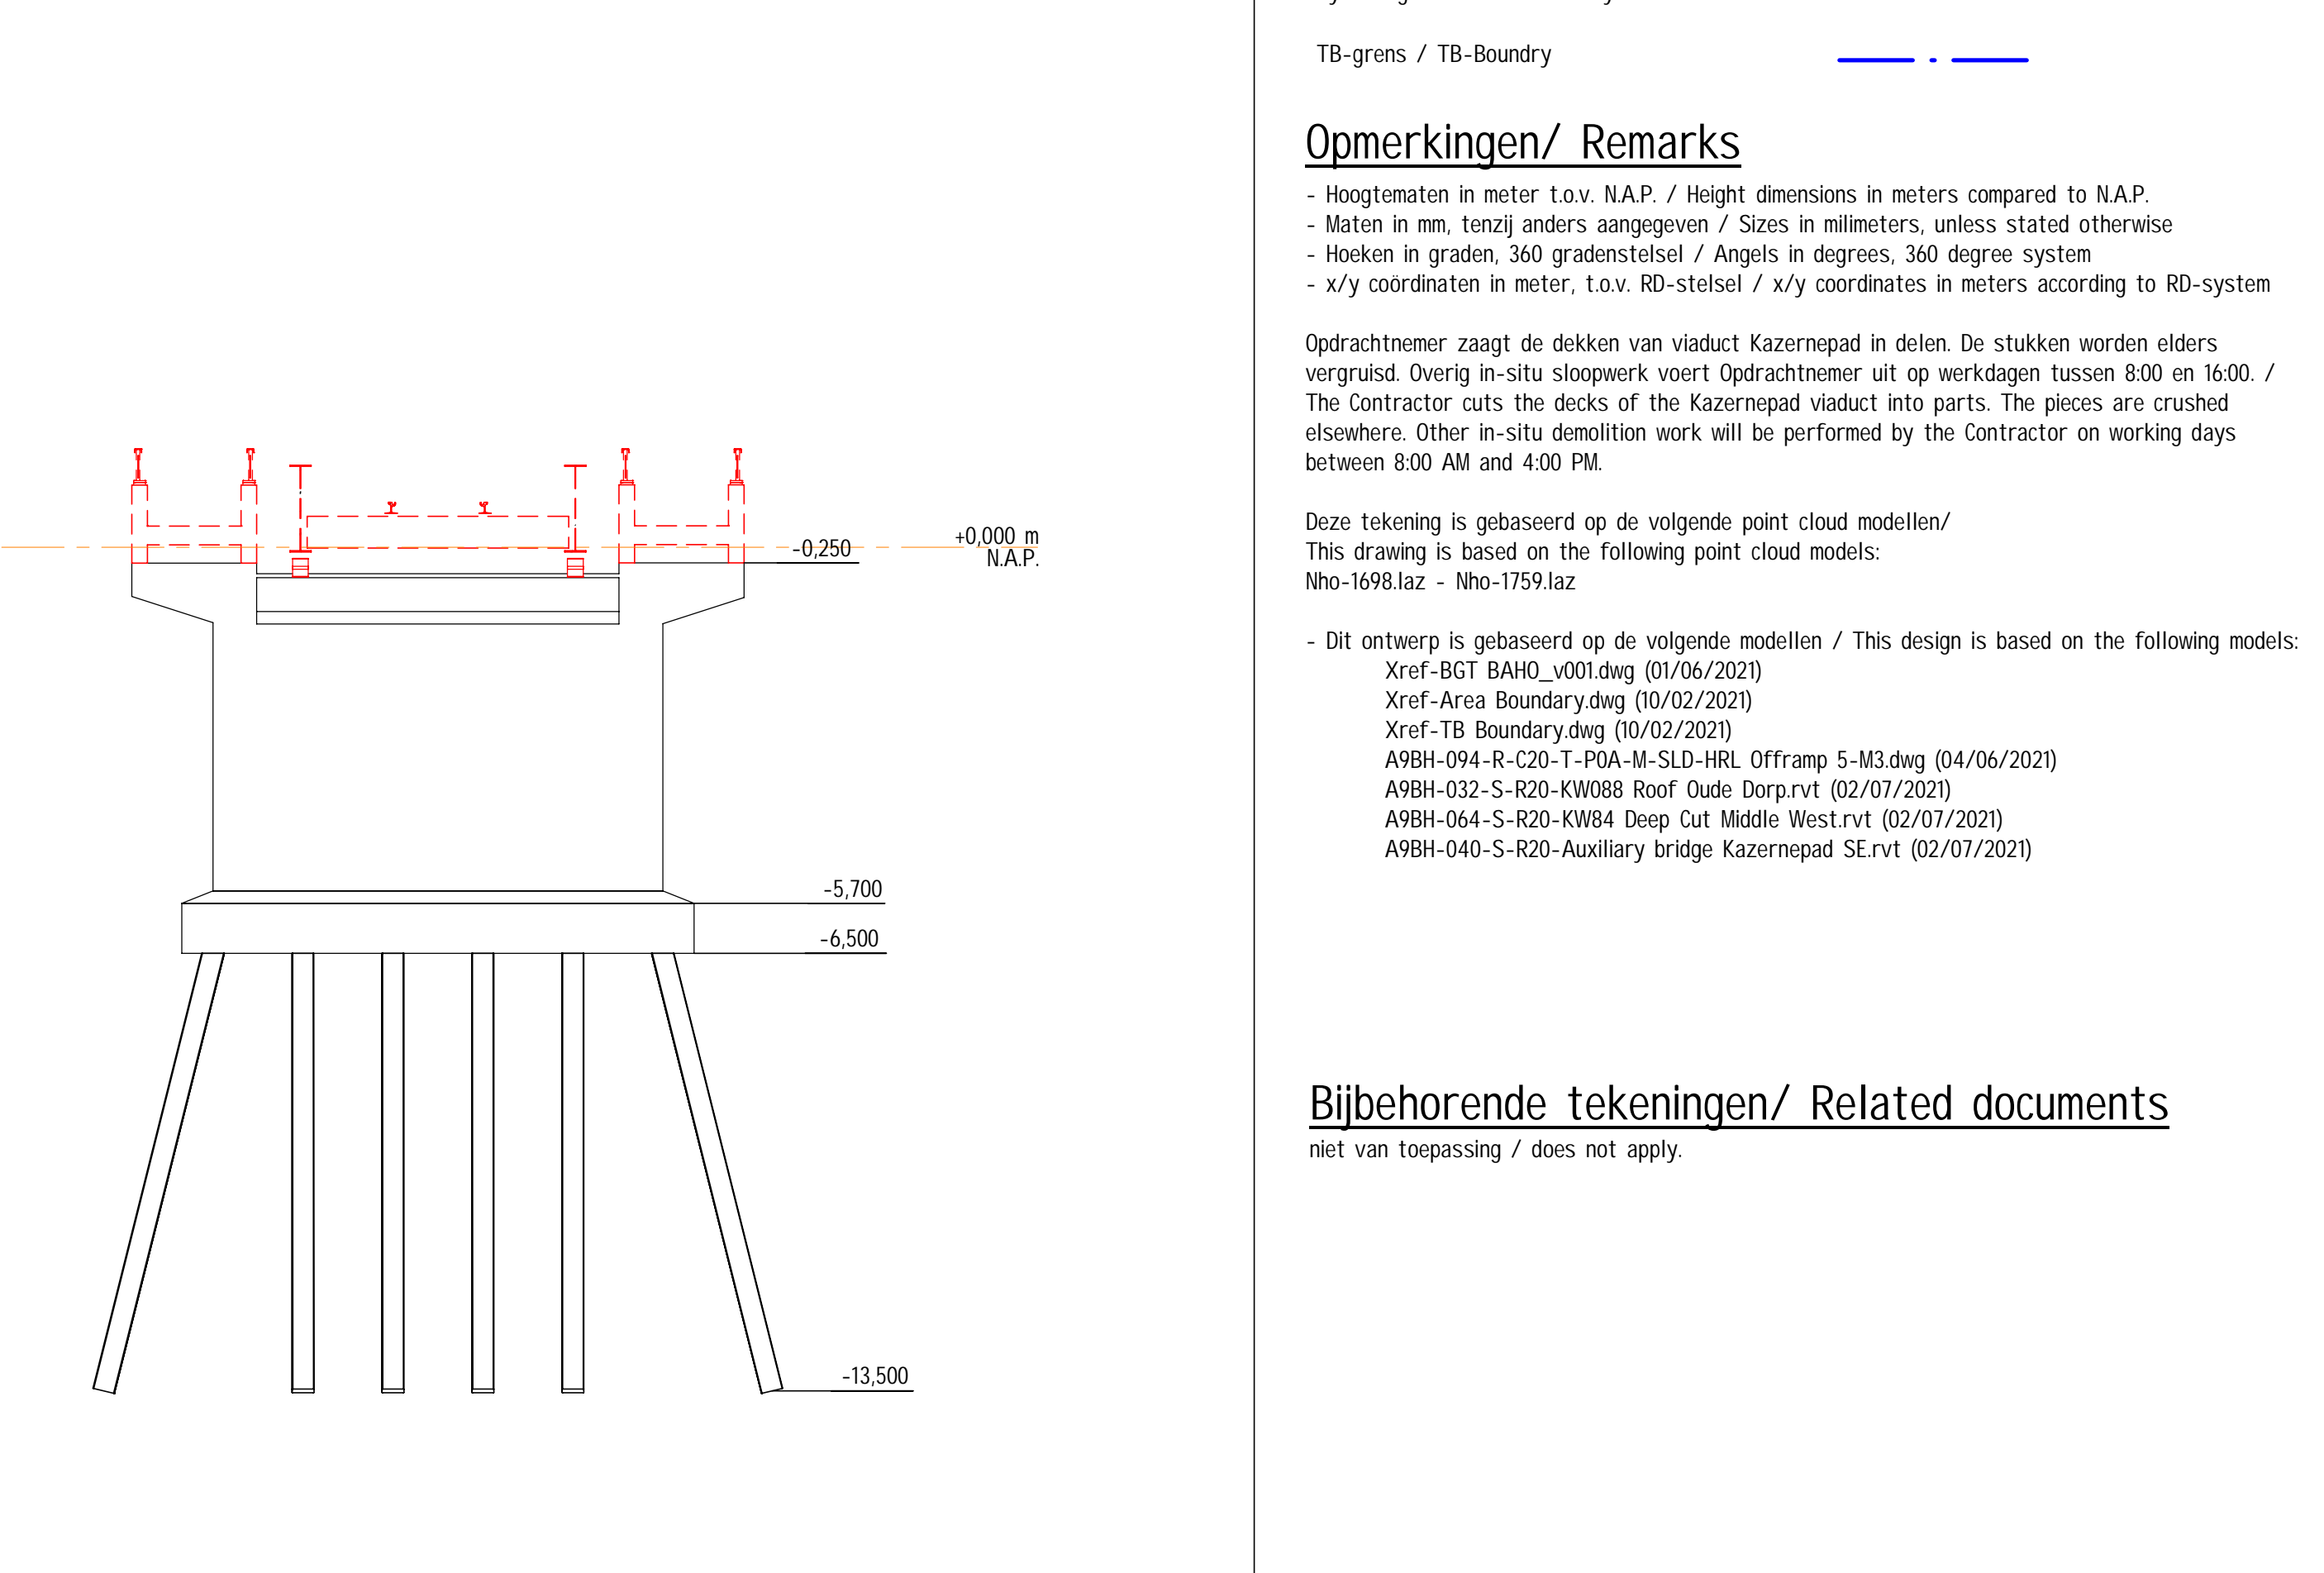 TB-grens / TB-Boundry
Opmerkingen/ Remarks
- Hoogtematen in meter t.o.v. N.A.P. / Height dimensions in meters compared to N.A.P.
- Maten in mm, tenzij anders aangegeven / Sizes in milimeters, unless stated otherwise
- Hoeken in graden, 360 gradenstelsel / Angels in degrees, 360 degree system
- x/y coördinaten in meter, t.o.v. RD-stelsel / x/y coordinates in meters according to RD-system
Opdrachtnemer zaagt de dekken van viaduct Kazernepad in delen. De stukken worden elders
vergruisd. Overig in-situ sloopwerk voert Opdrachtnemer uit op werkdagen tussen 8:00 en 16:00. /
The Contractor cuts the decks of the Kazernepad viaduct into parts. The pieces are crushed
elsewhere. Other in-situ demolition work will be performed by the Contractor on working days
between 8:00 AM and 4:00 PM.
Deze tekening is gebaseerd op de volgende point cloud modellen/
This drawing is based on the following point cloud models:
Nho-1698.laz - Nho-1759.laz
- Dit ontwerp is gebaseerd op de volgende modellen / This design is based on the following models:
Xref-BGT BAHO_v001.dwg (01/06/2021)
Xref-Area Boundary.dwg (10/02/2021)
Xref-TB Boundary.dwg (10/02/2021)
A9BH-094-R-C20-T-P0A-M-SLD-HRL Offramp 5-M3.dwg (04/06/2021)
A9BH-032-S-R20-KW088 Roof Oude Dorp.rvt (02/07/2021)
A9BH-064-S-R20-KW84 Deep Cut Middle West.rvt (02/07/2021)
A9BH-040-S-R20-Auxiliary bridge Kazernepad SE.rvt (02/07/2021)
Bijbehorende tekeningen/ Related documents
niet van toepassing / does not apply.
+0,000 m
N.A.P.
-0,250
-5,700
-6,500
-13,500